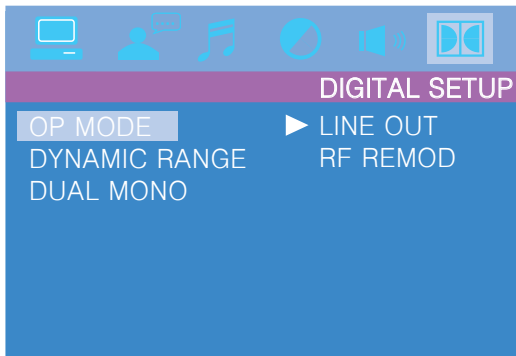 DIGITAL SETUP
OP MODE
LINE OUT
DYNAMIC RANGE
RF REMOD
DUAL MONO